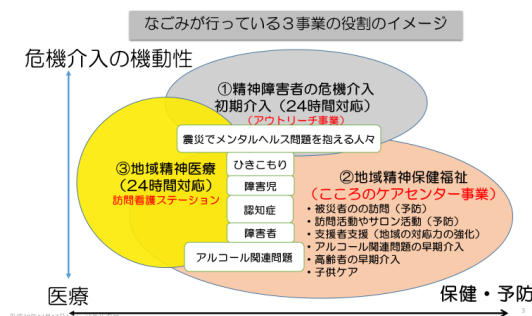 なごみが行っている３事業の役割のイメージ
危機介入の機動性
①精神障害者の危機介入
初期介入（24時間対応）
（アウトリーチ事業）
震災でメンタルヘルス問題を抱える人々
③地域精神医療
（24時間対応）
訪問看護ステーション
ひきこもり
障害児
認知症
障害者
アルコール関連問題
②地域精神保健福祉
（こころのケアセンター事業）
・被災者のの訪問（予防）
・訪問活動やサロン活動（予防）
・支援者支援（地域の対応力の強化）
・アルコール関連問題の早期介入
・高齢者の早期介入
・子供ケア
医療
保健・予防
3